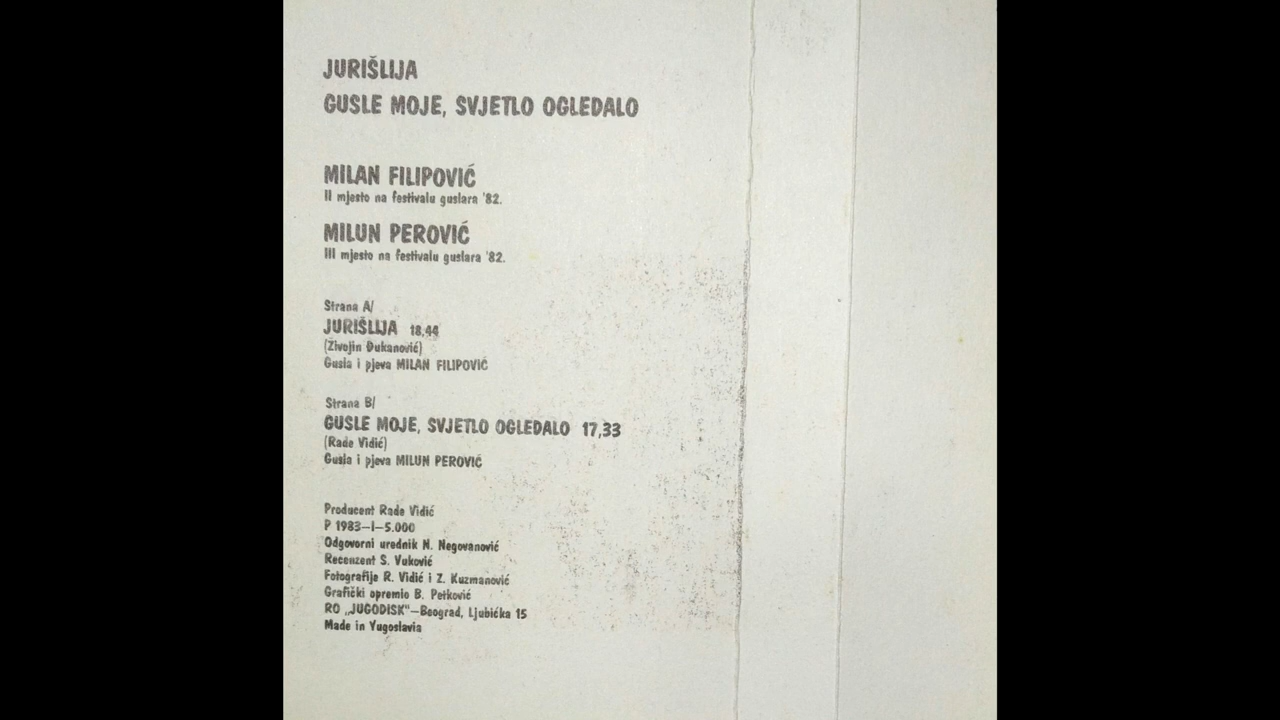 JURIŠLIJA
GUSLE MOJE, SVJETLO OGLEDALO
MILAN FILIPOVIĆ
II mjesto na festivalu guslara '82.
MILUN PEROVIĆ
III mjesto na festivalu guslara '82.
Strana A/
JURIŠLIJA 18,44
(Živojin Đukanović)
Gusla i pjeva MILAN FILIPOVIĆ
Strana B/
GUSLE MOJE, SVJETLO OGLEDALO 17,33
(Rade Vidić)
Gusla i pjeva MILUN PEROVIĆ
Producent Rade Vidić
P 1983–I–5.000
Odgovorni urednik N. Negovanović
Recenzent S. Vuković
Fotografije R. Vidić i Z. Kuzmanović
Grafički opremio B. Petković
RO „JUGODISK"–Beograd, Ljubićka 15
Made in Yugoslavia